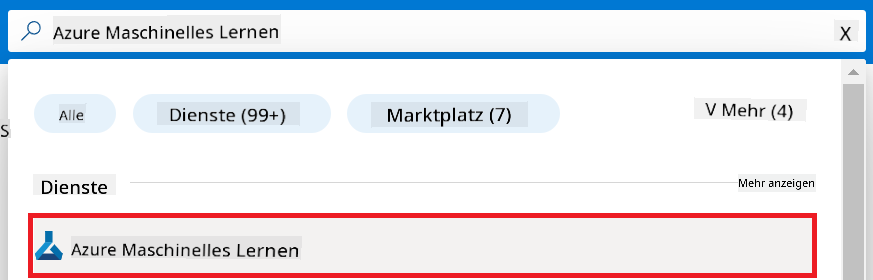 Azure Maschinelles Lernen X
Alle Dienste (99+) Marktplatz (7) V Mehr (4)
S
Dienste Mehr anzeigen
Azure Maschinelles Lernen